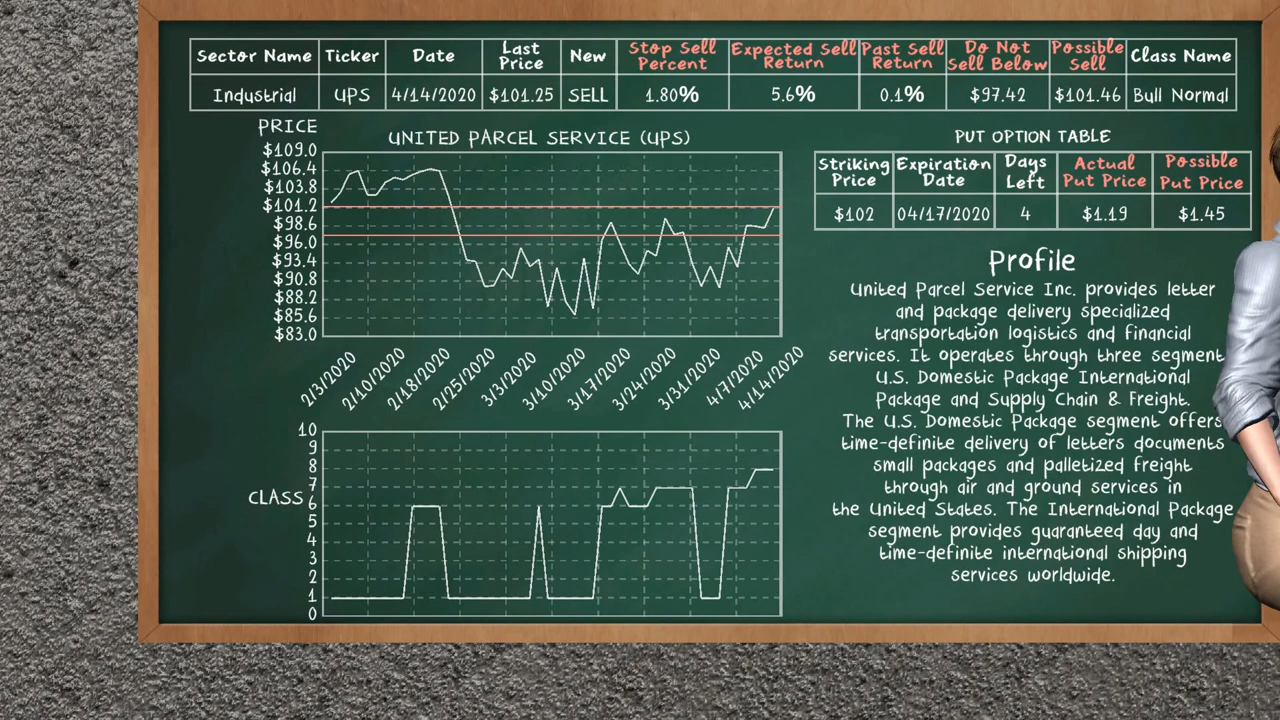 Sector Name Ticker Date Last Price New Stop Sell Percent Expected Sell Return Past Sell Return Do Not Sell Below Possible Sell Class Name
Industrial UPS 4/14/2020 $101.25 SELL 1.80% 5.6% 0.1% $97.42 $101.46 Bull Normal
PRICE
UNITED PARCEL SERVICE (UPS)
$109.0
$106.4
$103.8
$101.2
$98.6
$96.0
$93.4
$90.8
$88.2
$85.6
$83.0
2/3/2020 2/10/2020 2/18/2020 2/25/2020 3/3/2020 3/10/2020 3/17/2020 3/24/2020 3/31/2020 4/7/2020 4/14/2020
CLASS
10
9
8
7
6
5
4
3
2
1
0
PUT OPTION TABLE
Striking Price Expiration Date Days Left Actual Put Price Possible Put Price
$102 04/17/2020 4 $1.19 $1.45
Profile
United Parcel Service Inc. provides letter
and package delivery specialized
transportation logistics and financial
services. It operates through three segment
U.S. Domestic Package International
Package and Supply Chain & Freight.
The U.S. Domestic Package segment offers
time-definite delivery of letters documents
small packages and palletized freight
through air and ground services in
the United States. The International Package
segment provides guaranteed day and
time-definite international shipping
services worldwide.